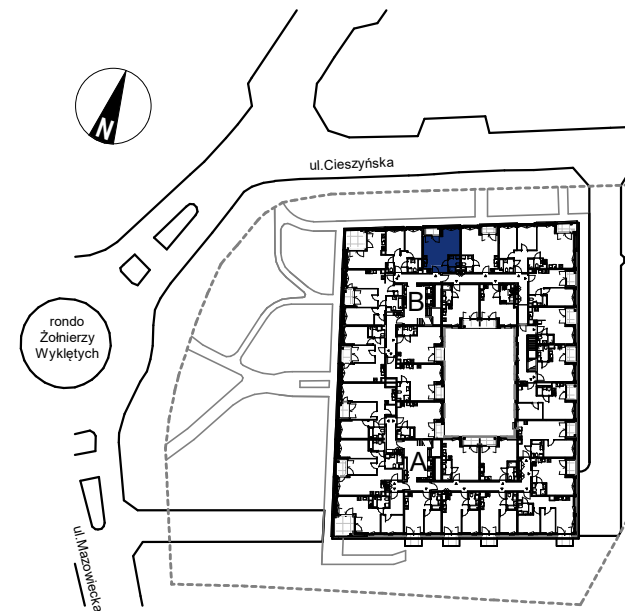 N
ul.Cieszyńska
rondo
Żołnierzy
Wyklętych
B
A
ul.Mazowiecka